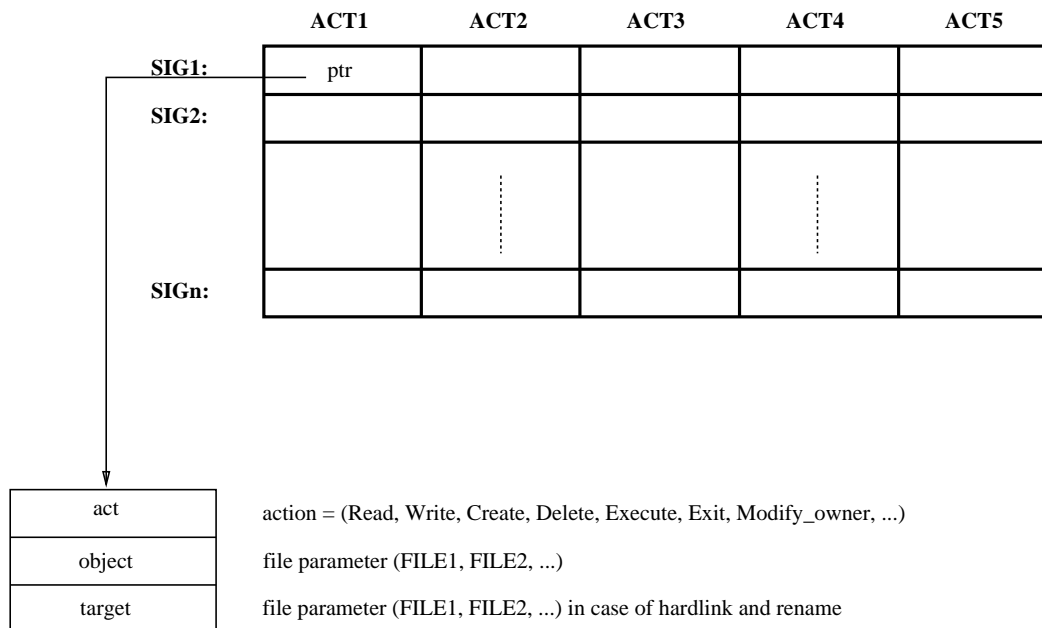 ACT1 ACT2 ACT3 ACT4 ACT5
SIG1: ptr
SIG2:
SIGn:
act action = (Read, Write, Create, Delete, Execute, Exit, Modify_owner, ...)
object file parameter (FILE1, FILE2, ...)
target file parameter (FILE1, FILE2, ...) in case of hardlink and rename